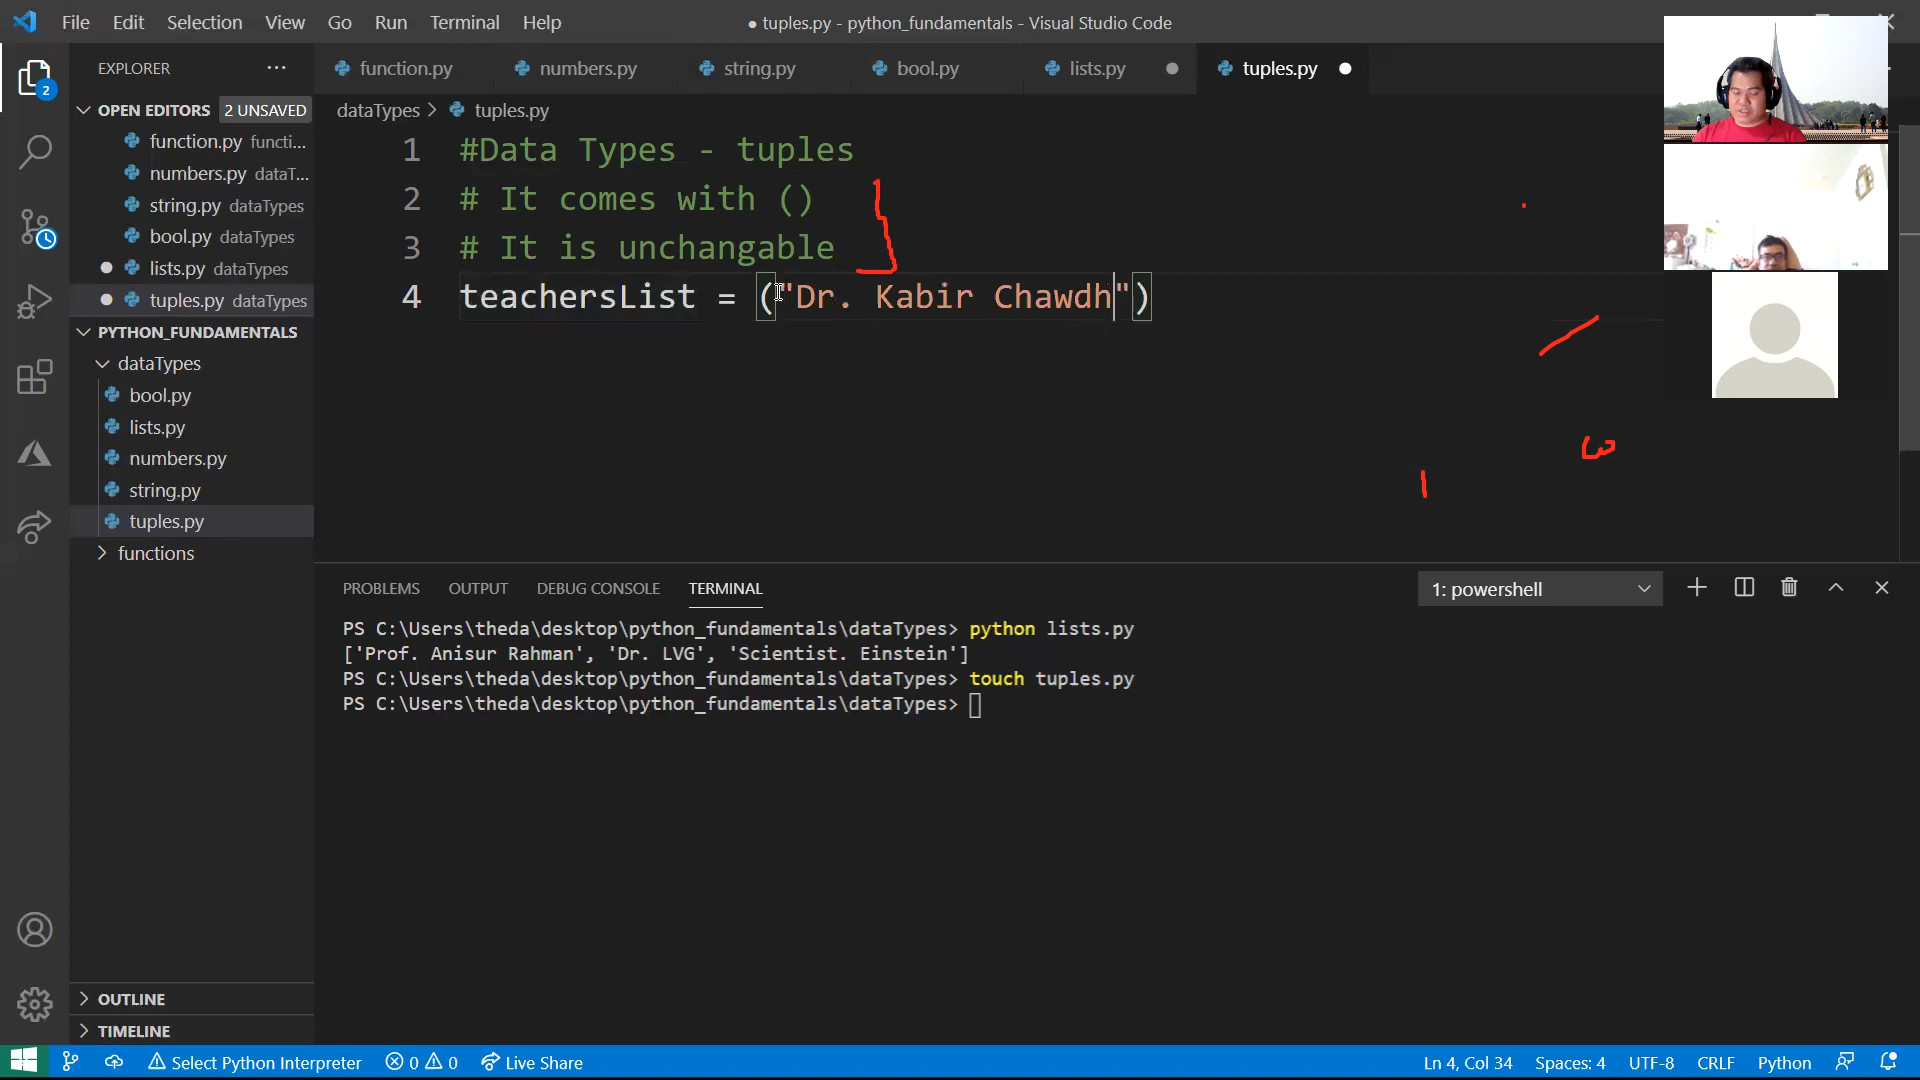 File Edit Selection View Go Run Terminal Help
● tuples.py - python_fundamentals - Visual Studio Code
EXPLORER ···
function.py numbers.py string.py bool.py lists.py tuples.py
OPEN EDITORS 2 UNSAVED
function.py functi...
numbers.py dataT...
string.py dataTypes
bool.py dataTypes
lists.py dataTypes
tuples.py dataTypes
PYTHON_FUNDAMENTALS
dataTypes
bool.py
lists.py
numbers.py
string.py
tuples.py
functions
OUTLINE
TIMELINE
2
dataTypes > tuples.py
1 #Data Types - tuples
2 # It comes with ()
3 # It is unchangable
4 teachersList = ("Dr. Kabir Chawdh")
PROBLEMS OUTPUT DEBUG CONSOLE TERMINAL
1: powershell
PS C:\Users\theda\desktop\python_fundamentals\dataTypes> python lists.py
['Prof. Anisur Rahman', 'Dr. LVG', 'Scientist. Einstein']
PS C:\Users\theda\desktop\python_fundamentals\dataTypes> touch tuples.py
PS C:\Users\theda\desktop\python_fundamentals\dataTypes>
Select Python Interpreter 0 0 Live Share
Ln 4, Col 34 Spaces: 4 UTF-8 CRLF Python